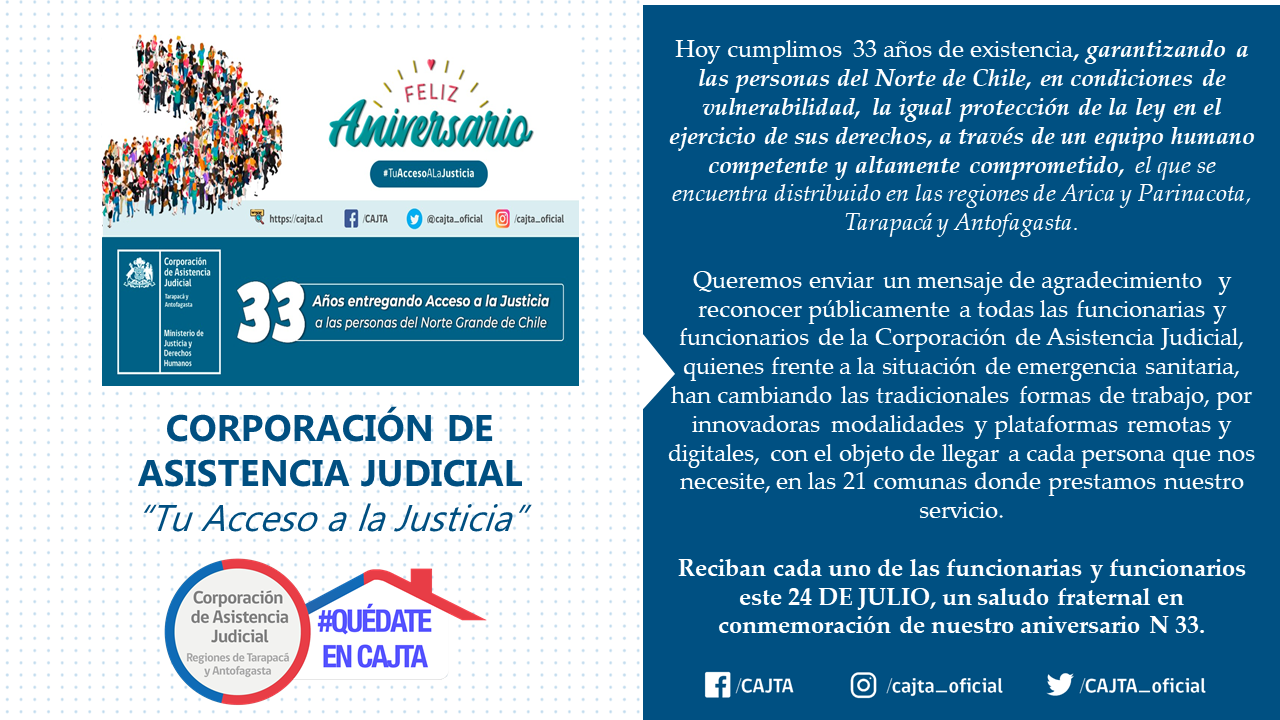 FELIZ
Aniversario
#TuAccesoALaJusticia
https://cajta.cl
/CAJTA
@cajta_oficial
/cajta_oficial
Corporación
de Asistencia
Judicial
Tarapacá y
Antofagasta
Ministerio de
Justicia y
Derechos
Humanos
33
Años entregando Acceso a la Justicia
a las personas del Norte Grande de Chile
CORPORACIÓN DE
ASISTENCIA JUDICIAL
“Tu Acceso a la Justicia”
Corporación
de Asistencia
Judicial
Regiones de Tarapacá
y Antofagasta
#QUÉDATE
EN CAJTA
Hoy cumplimos 33 años de existencia, garantizando a
las personas del Norte de Chile, en condiciones de
vulnerabilidad, la igual protección de la ley en el
ejercicio de sus derechos, a través de un equipo humano
competente y altamente comprometido, el que se
encuentra distribuido en las regiones de Arica y Parinacota,
Tarapacá y Antofagasta.
Queremos enviar un mensaje de agradecimiento y
reconocer públicamente a todas las funcionarias y
funcionarios de la Corporación de Asistencia Judicial,
quienes frente a la situación de emergencia sanitaria,
han cambiando las tradicionales formas de trabajo, por
innovadoras modalidades y plataformas remotas y
digitales, con el objeto de llegar a cada persona que nos
necesite, en las 21 comunas donde prestamos nuestro
servicio.
Reciban cada uno de las funcionarias y funcionarios
este 24 DE JULIO, un saludo fraternal en
conmemoración de nuestro aniversario N 33.
/CAJTA
/cajta_oficial
/CAJTA_oficial